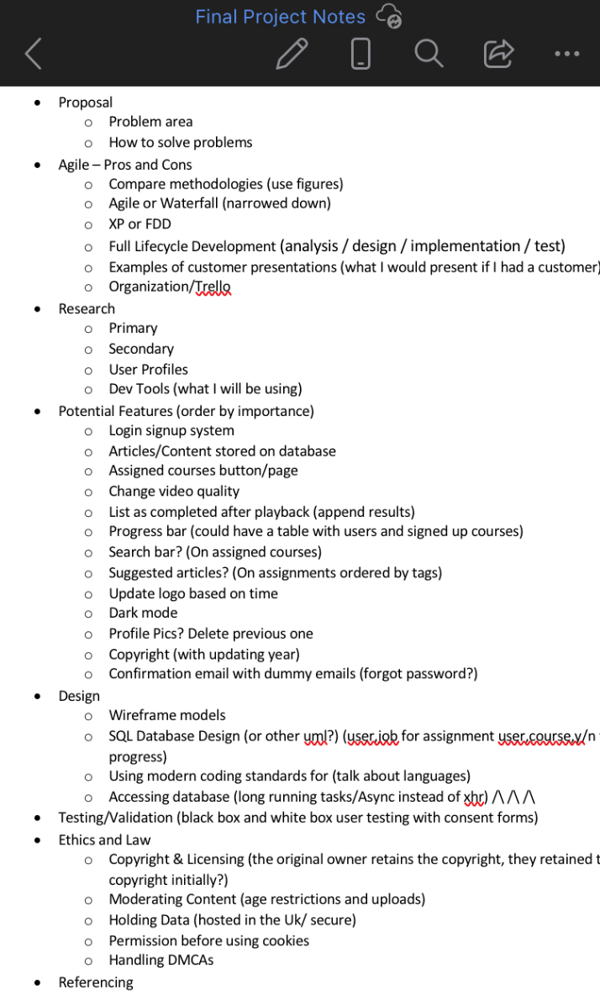 Final Project Notes
• Proposal
o Problem area
o How to solve problems
• Agile – Pros and Cons
o Compare methodologies (use figures)
o Agile or Waterfall (narrowed down)
o XP or FDD
o Full Lifecycle Development (analysis / design / implementation / test)
o Examples of customer presentations (what I would present if I had a customer)
o Organization/Trello
• Research
o Primary
o Secondary
o User Profiles
o Dev Tools (what I will be using)
• Potential Features (order by importance)
o Login signup system
o Articles/Content stored on database
o Assigned courses button/page
o Change video quality
o List as completed after playback (append results)
o Progress bar (could have a table with users and signed up courses)
o Search bar? (On assigned courses)
o Suggested articles? (On assignments ordered by tags)
o Update logo based on time
o Dark mode
o Profile Pics? Delete previous one
o Copyright (with updating year)
o Confirmation email with dummy emails (forgot password?)
• Design
o Wireframe models
o SQL Database Design (or other uml?) (user,job for assignment user,course,y/n
progress)
o Using modern coding standards for (talk about languages)
o Accessing database (long running tasks/Async instead of xhr) /\ /\ /\
• Testing/Validation (black box and white box user testing with consent forms)
• Ethics and Law
o Copyright & Licensing (the original owner retains the copyright, they retained
copyright initially?)
o Moderating Content (age restrictions and uploads)
o Holding Data (hosted in the Uk/ secure)
o Permission before using cookies
o Handling DMCAs
• Referencing